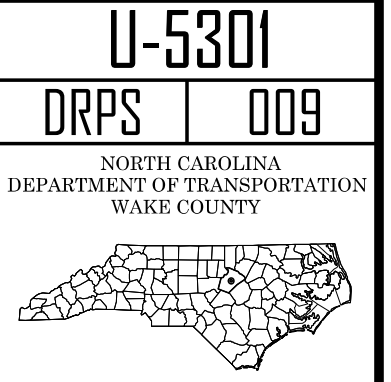 U-5301
DRPS 009
NORTH CAROLINA
DEPARTMENT OF TRANSPORTATION
WAKE COUNTY